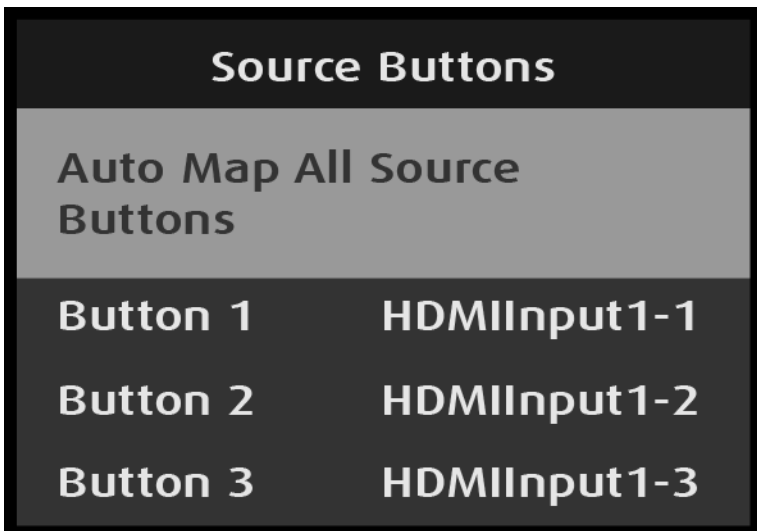 Source Buttons
Auto Map All Source
Buttons
Button 1 HDMIInput1-1
Button 2 HDMIInput1-2
Button 3 HDMIInput1-3